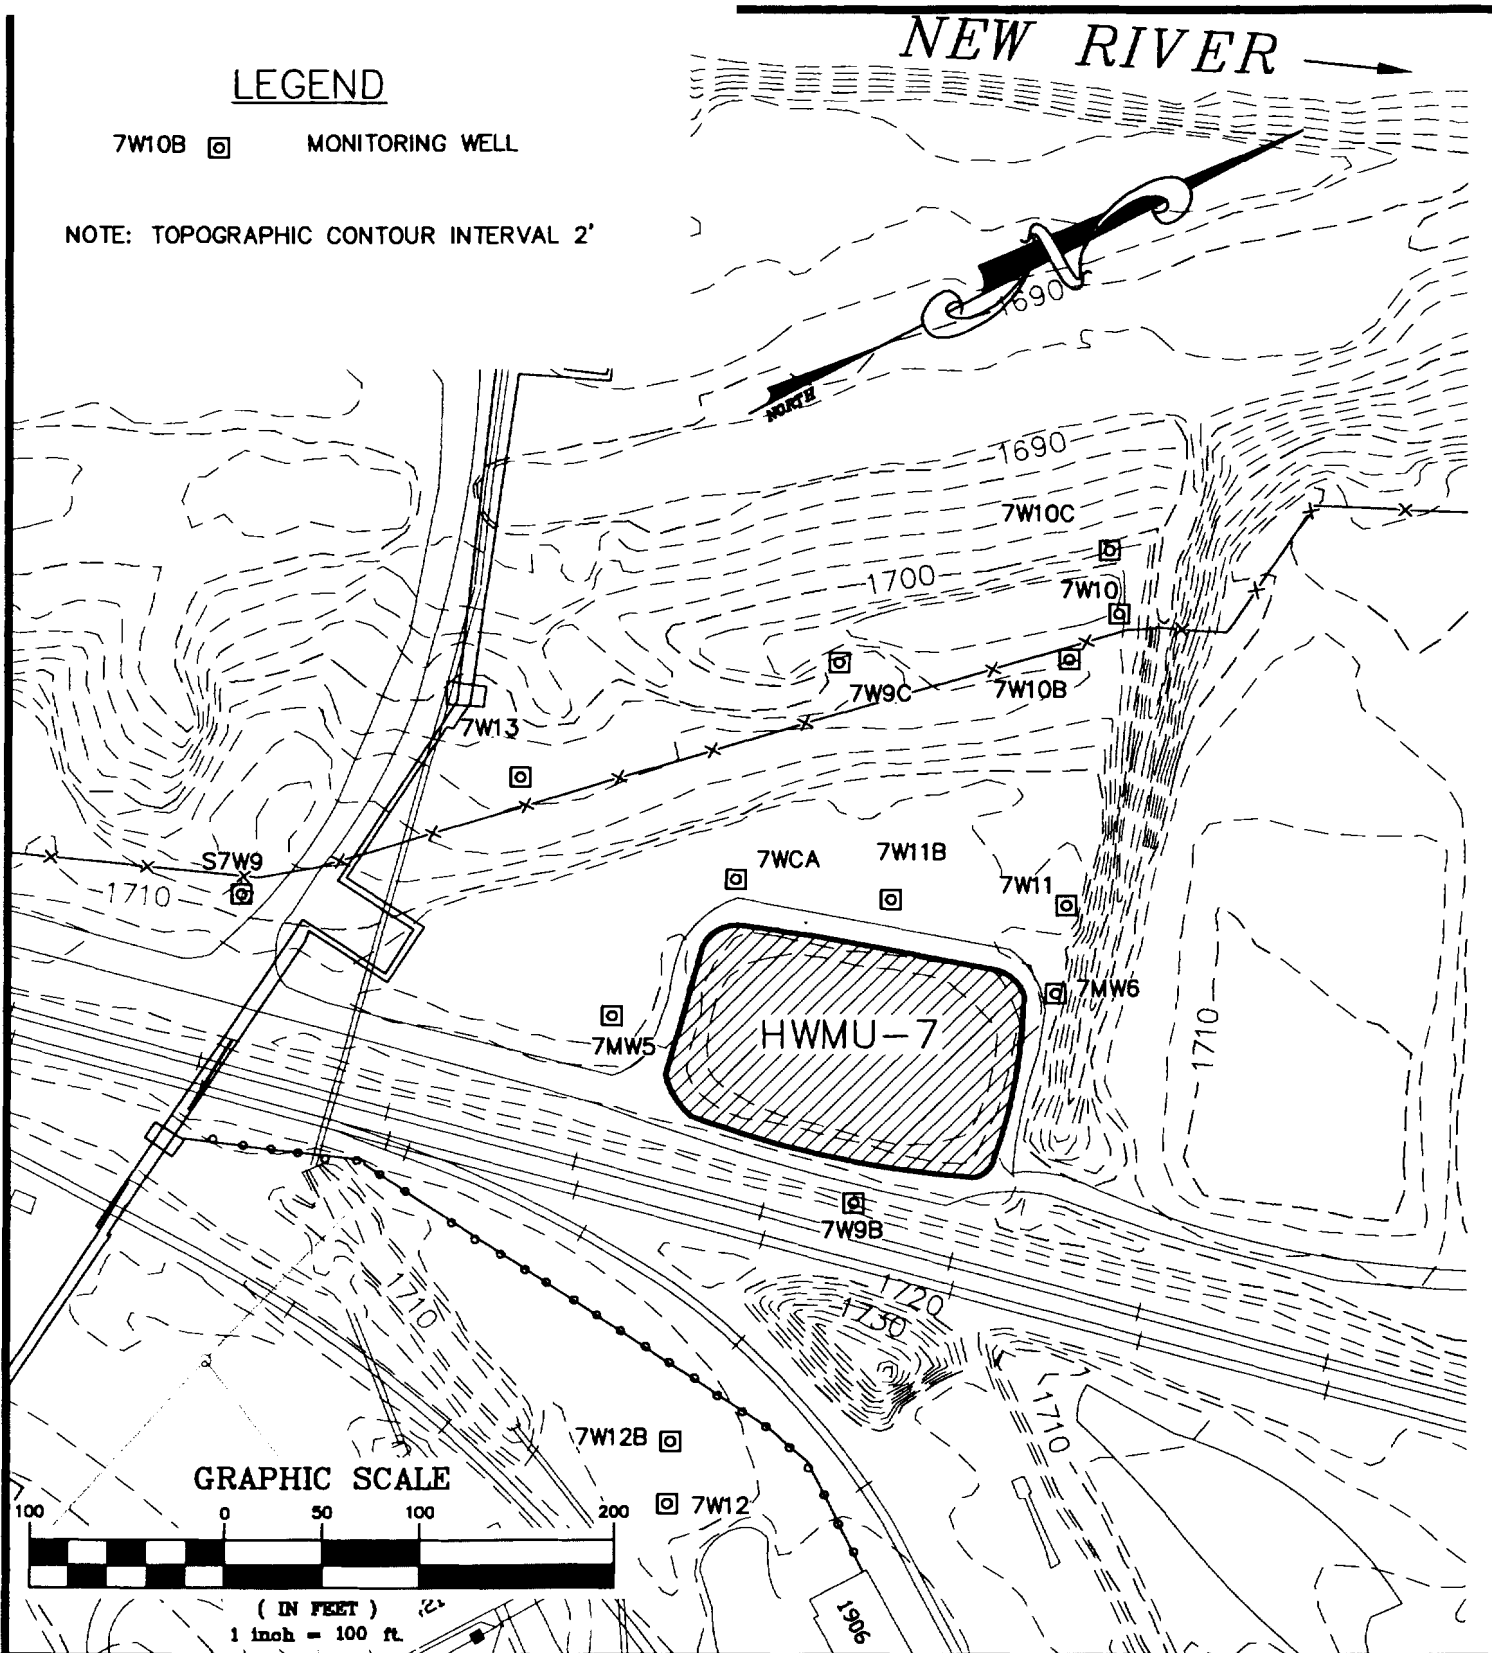 NEW RIVER
LEGEND
7W10B MONITORING WELL
NOTE: TOPOGRAPHIC CONTOUR INTERVAL 2'
1690
NORTH
1690
7W10C
1700
7W10
7W9C
7W10B
7W13
S7W9
1710
7WCA
7W11B
7W11
7MW6
HWMU-7
7MW5
1710
7W9B
1720
1730
1710
1710
7W12B
7W12
GRAPHIC SCALE
100 0 50 100 200
( IN FEET )
1 inch = 100 ft.
1906